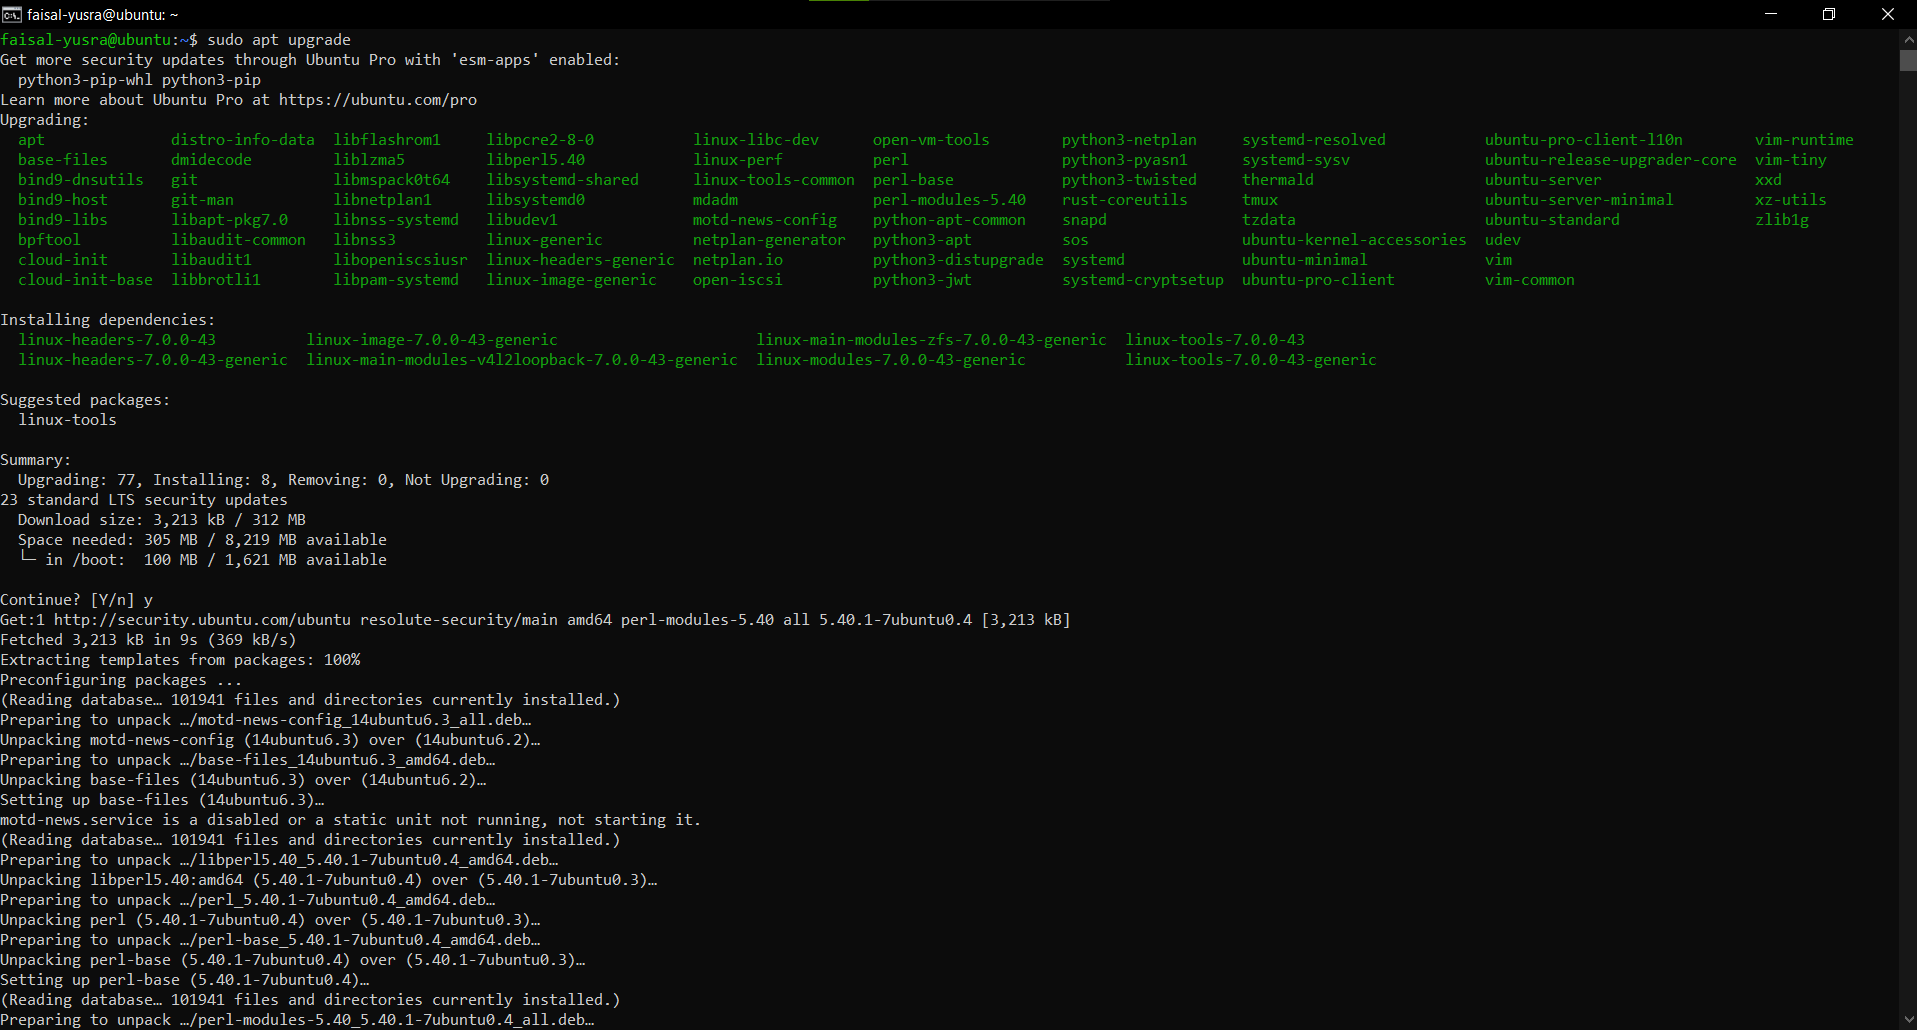 faisal-yusra@ubuntu: ~
faisal-yusra@ubuntu:~$ sudo apt upgrade
Get more security updates through Ubuntu Pro with 'esm-apps' enabled:
  python3-pip-whl python3-pip
Learn more about Ubuntu Pro at https://ubuntu.com/pro
Upgrading:
  apt distro-info-data libflashrom1 libpcre2-8-0 linux-libc-dev open-vm-tools python3-netplan systemd-resolved ubuntu-pro-client-l10n vim-runtime
  base-files dmidecode liblzma5 libperl5.40 linux-perf perl python3-pyasn1 systemd-sysv ubuntu-release-upgrader-core vim-tiny
  bind9-dnsutils git libmspack0t64 libsystemd-shared linux-tools-common perl-base python3-twisted thermald ubuntu-server xxd
  bind9-host git-man libnetplan1 libsystemd0 mdadm perl-modules-5.40 rust-coreutils tmux ubuntu-server-minimal xz-utils
  bind9-libs libapt-pkg7.0 libnss-systemd libudev1 motd-news-config python-apt-common snapd tzdata ubuntu-standard zlib1g
  bpftool libaudit-common libnss3 linux-generic netplan-generator python3-apt sos ubuntu-kernel-accessories udev
  cloud-init libaudit1 libopeniscsiusr linux-headers-generic netplan.io python3-distupgrade systemd ubuntu-minimal vim
  cloud-init-base libbrotli1 libpam-systemd linux-image-generic open-iscsi python3-jwt systemd-cryptsetup ubuntu-pro-client vim-common
Installing dependencies:
  linux-headers-7.0.0-43 linux-image-7.0.0-43-generic linux-main-modules-zfs-7.0.0-43-generic linux-tools-7.0.0-43
  linux-headers-7.0.0-43-generic linux-main-modules-v4l2loopback-7.0.0-43-generic linux-modules-7.0.0-43-generic linux-tools-7.0.0-43-generic
Suggested packages:
  linux-tools
Summary:
  Upgrading: 77, Installing: 8, Removing: 0, Not Upgrading: 0
23 standard LTS security updates
  Download size: 3,213 kB / 312 MB
  Space needed: 305 MB / 8,219 MB available
  └─ in /boot:  100 MB / 1,621 MB available
Continue? [Y/n] y
Get:1 http://security.ubuntu.com/ubuntu resolute-security/main amd64 perl-modules-5.40 all 5.40.1-7ubuntu0.4 [3,213 kB]
Fetched 3,213 kB in 9s (369 kB/s)
Extracting templates from packages: 100%
Preconfiguring packages ...
(Reading database… 101941 files and directories currently installed.)
Preparing to unpack …/motd-news-config_14ubuntu6.3_all.deb…
Unpacking motd-news-config (14ubuntu6.3) over (14ubuntu6.2)…
Preparing to unpack …/base-files_14ubuntu6.3_amd64.deb…
Unpacking base-files (14ubuntu6.3) over (14ubuntu6.2)…
Setting up base-files (14ubuntu6.3)…
motd-news.service is a disabled or a static unit not running, not starting it.
(Reading database… 101941 files and directories currently installed.)
Preparing to unpack …/libperl5.40_5.40.1-7ubuntu0.4_amd64.deb…
Unpacking libperl5.40:amd64 (5.40.1-7ubuntu0.4) over (5.40.1-7ubuntu0.3)…
Preparing to unpack …/perl_5.40.1-7ubuntu0.4_amd64.deb…
Unpacking perl (5.40.1-7ubuntu0.4) over (5.40.1-7ubuntu0.3)…
Preparing to unpack …/perl-base_5.40.1-7ubuntu0.4_amd64.deb…
Unpacking perl-base (5.40.1-7ubuntu0.4) over (5.40.1-7ubuntu0.3)…
Setting up perl-base (5.40.1-7ubuntu0.4)…
(Reading database… 101941 files and directories currently installed.)
Preparing to unpack …/perl-modules-5.40_5.40.1-7ubuntu0.4_all.deb…